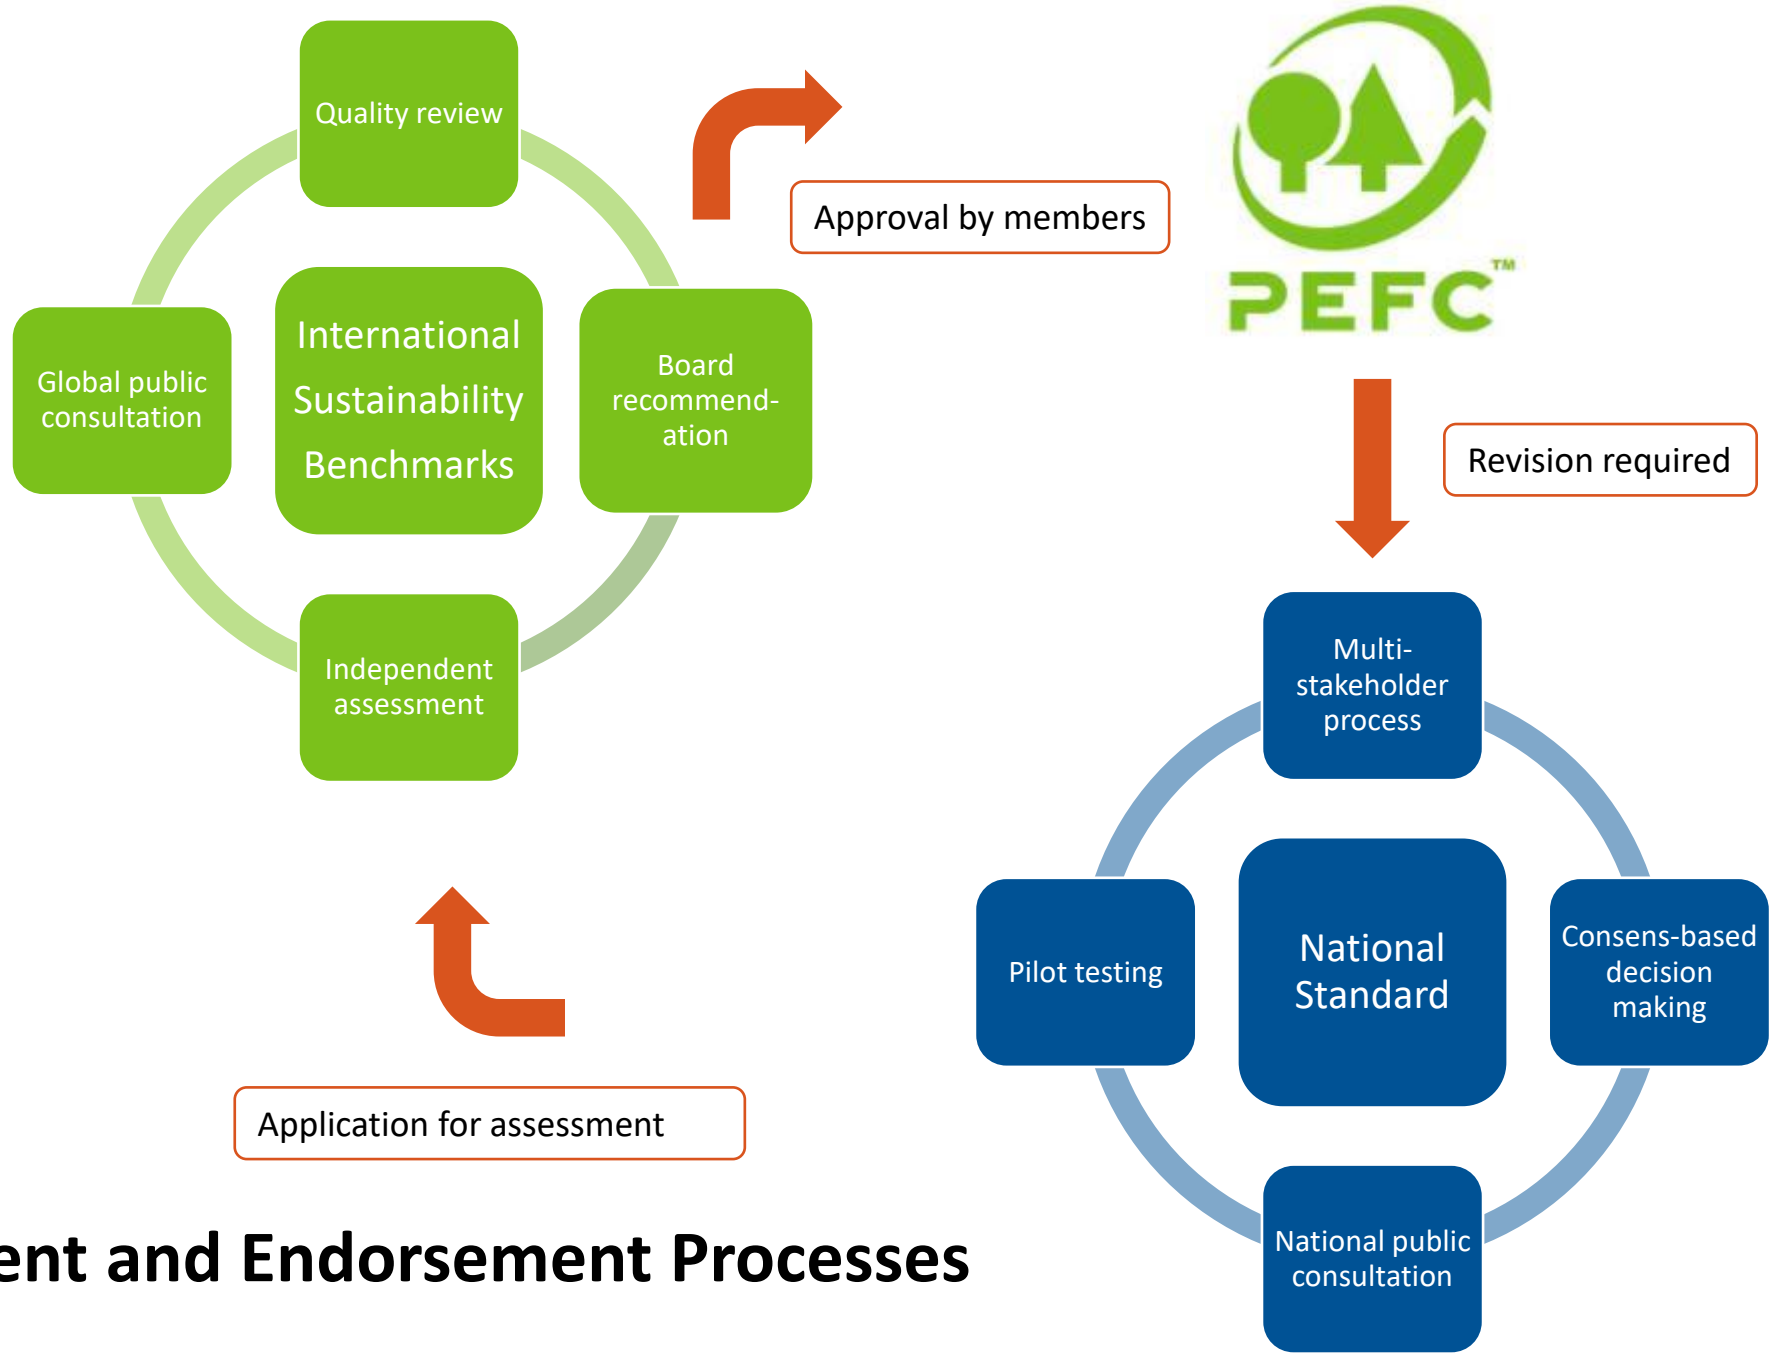 Quality review
Global public
consultation
International
Sustainability
Benchmarks
Board
recommend-
ation
Independent
assessment
Approval by members
PEFC™
Revision required
Multi-
stakeholder
process
Pilot testing
National
Standard
Consens-based
decision
making
National public
consultation
Application for assessment
and Endorsement Processes